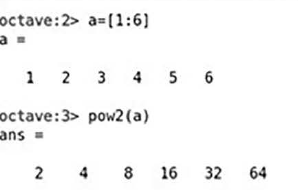 octave:2> a=[1:6]
a =
1 2 3 4 5 6
octave:3> pow2(a)
ans =
2 4 8 16 32 64